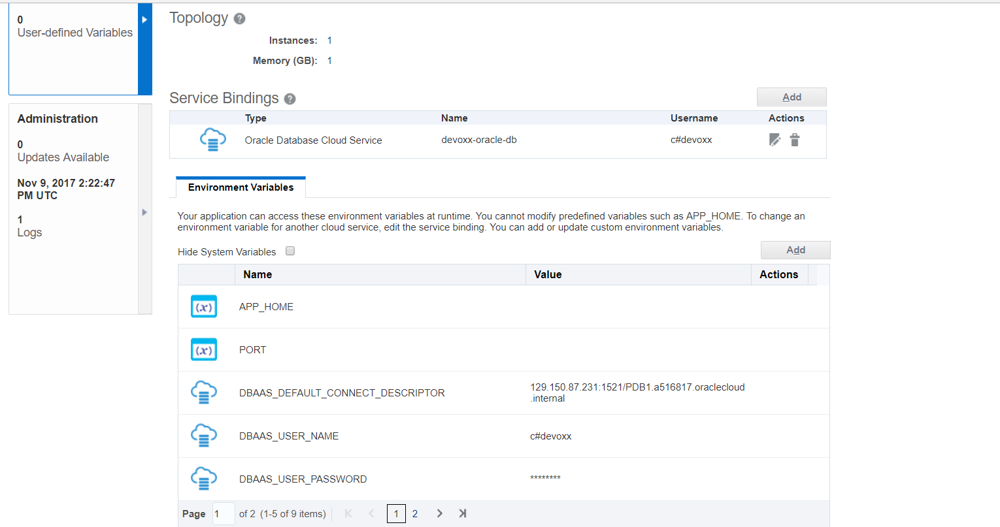 0
User-defined Variables
Administration
0
Updates Available
Nov 9, 2017 2:22:47
PM UTC
1
Logs
Topology ?
Instances: 1
Memory (GB): 1
Service Bindings ?
Add
Type Name Username Actions
Oracle Database Cloud Service devoxx-oracle-db c#devoxx
Environment Variables
Your application can access these environment variables at runtime. You cannot modify predefined variables such as APP_HOME. To change an
environment variable for another cloud service, edit the service binding. You can add or update custom environment variables.
Hide System Variables
Add
Name Value Actions
(x) APP_HOME
(x) PORT
DBAAS_DEFAULT_CONNECT_DESCRIPTOR 129.150.87.231:1521/PDB1.a516817.oraclecloud
.internal
DBAAS_USER_NAME c#devoxx
DBAAS_USER_PASSWORD ********
Page 1 of 2 (1-5 of 9 items) 1 2